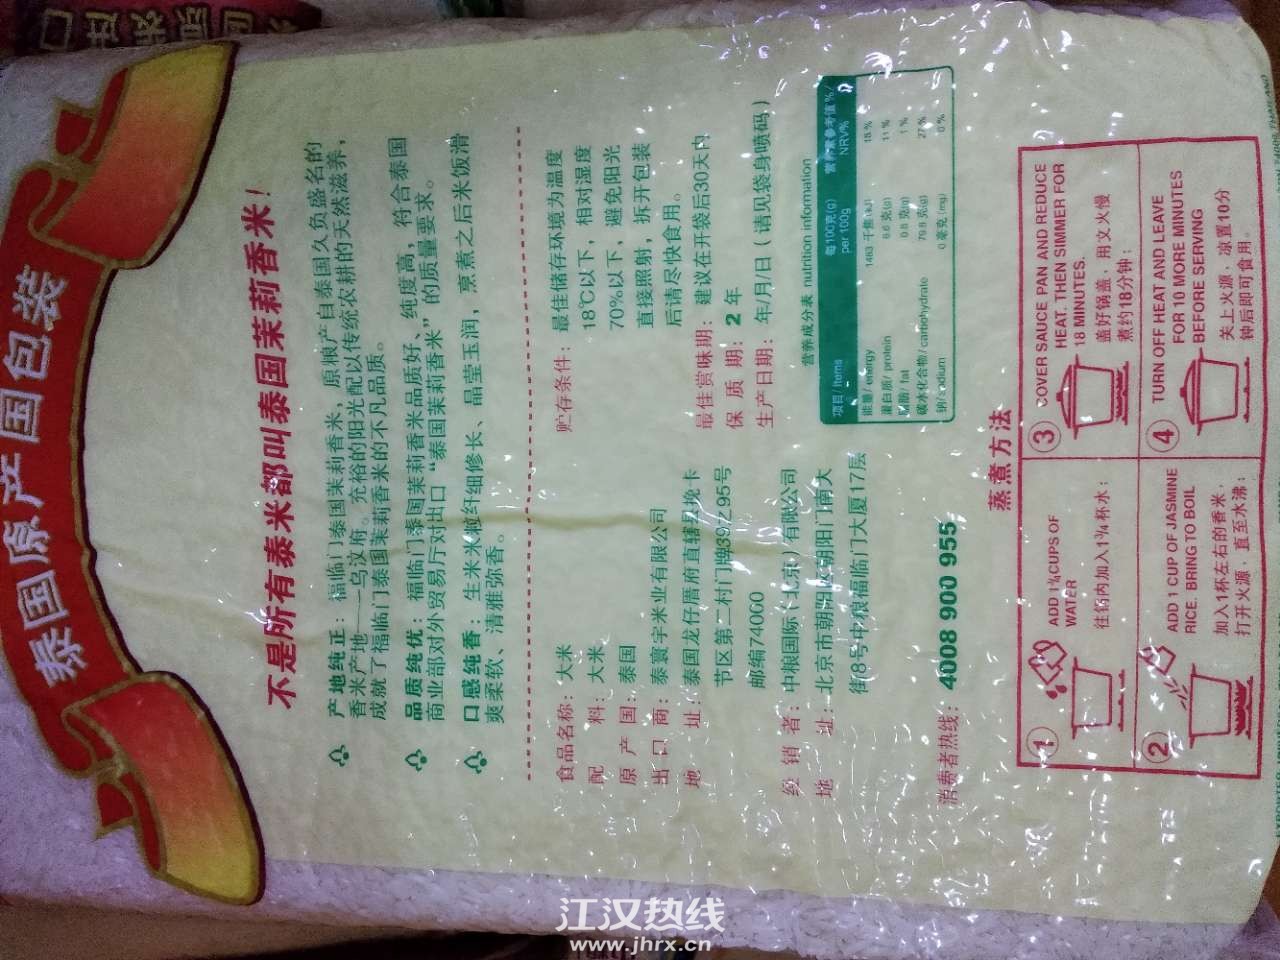 泰国原产国包装
不是所有泰米都叫泰国茉莉香米！
产地纯正：福临门泰国茉莉香米，原粮产自泰国久负盛名的
香米产地——乌汶府。充裕的阳光配以传统农耕的天然滋养，
成就了福临门泰国茉莉香米的不凡品质。
品质纯优：福临门泰国茉莉香米品质好、纯度高，符合泰国
商业部对外贸易厅对出口“泰国茉莉香米”的质量要求。
口感纯香：生米米粒纤细修长、晶莹玉润，烹煮之后米饭滑
爽柔软、清雅弥香。
食品名称：大米
配料：大米
原产国：泰国
出口商：泰寰宇米业有限公司
地址：泰国龙仔厝府直辖县挽卡
节区第二村门牌39/295号
邮编74000
经销者：中粮国际（北京）有限公司
地址：北京市朝阳区朝阳门南大
街8号中粮福临门大厦17层
消费者热线：4008 900 955
贮存条件：最佳储存环境为温度
18℃以下，相对湿度
70%以下，避免阳光
直接照射，拆开包装
后请尽快食用。
最佳赏味期：建议在开袋后30天内
保质期：2年
生产日期：年/月/日（请见袋身喷码）
营养成分表 nutrition information
项目/items 每100克(g) per 100g 营养素参考值%/ NRV%
能量/energy 1493 千焦(kJ) 18%
蛋白质/protein 6.6 克(g) 11%
脂肪/fat 0.8 克(g) 1%
碳水化合物/carbohydrate 79.8 克(g) 27%
钠/sodium 0 毫克(mg) 0%
蒸煮方法
① ADD 1¾ CUPS OF
WATER
往锅内加入1¾杯水；
② ADD 1 CUP OF JASMINE
RICE. BRING TO BOIL
加入1杯左右的香米，
打开火源，直至水沸；
③ COVER SAUCE PAN AND REDUCE
HEAT. THEN SIMMER FOR
18 MINUTES.
盖好锅盖，用文火慢
煮约18分钟；
④ TURN OFF HEAT AND LEAVE
FOR 10 MORE MINUTES
BEFORE SERVING
关上火源，凉置10分
钟后即可食用。
江汉热线
www.jhrx.cn